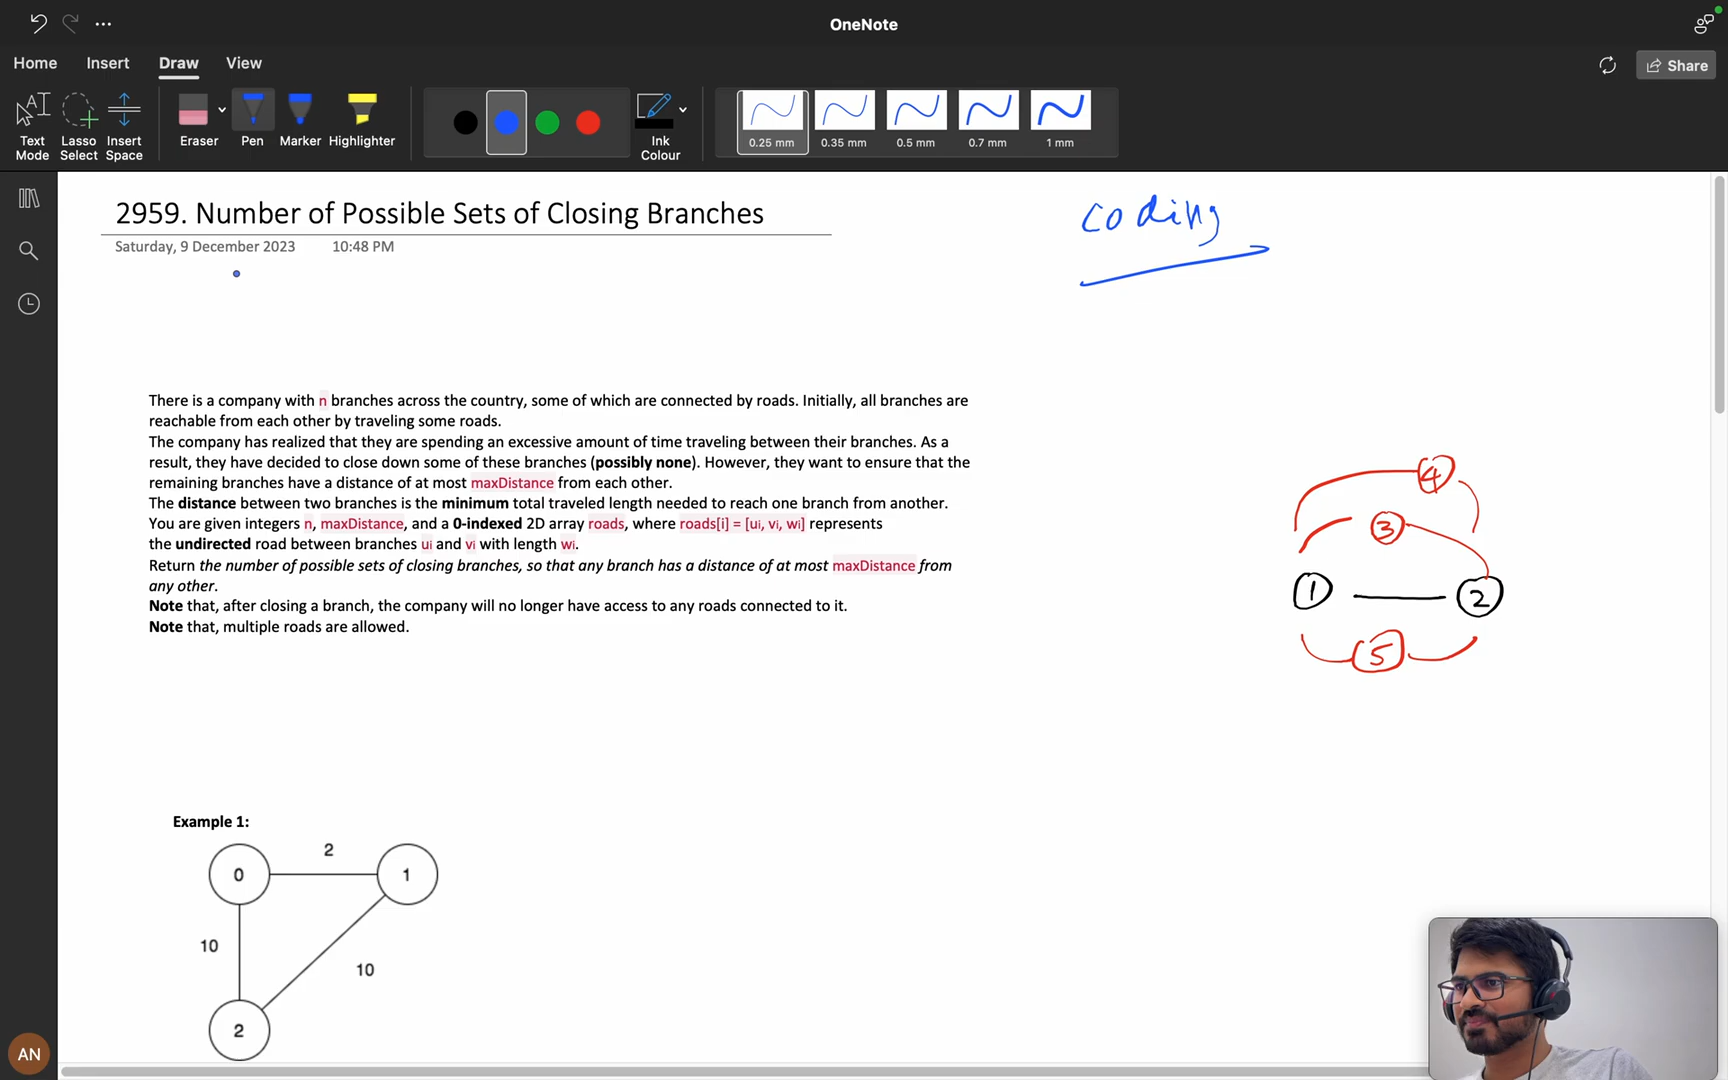 OneNote
Home Insert Draw View
Share
Text Mode
Lasso Select
Insert Space
Eraser
Pen
Marker
Highlighter
Ink Colour
0.25 mm
0.35 mm
0.5 mm
0.7 mm
1 mm
2959. Number of Possible Sets of Closing Branches
Saturday, 9 December 2023 10:48 PM
coding
There is a company with n branches across the country, some of which are connected by roads. Initially, all branches are
reachable from each other by traveling some roads.
The company has realized that they are spending an excessive amount of time traveling between their branches. As a
result, they have decided to close down some of these branches (possibly none). However, they want to ensure that the
remaining branches have a distance of at most maxDistance from each other.
The distance between two branches is the minimum total traveled length needed to reach one branch from another.
You are given integers n, maxDistance, and a 0-indexed 2D array roads, where roads[i] = [ui, vi, wi] represents
the undirected road between branches ui and vi with length wi.
Return the number of possible sets of closing branches, so that any branch has a distance of at most maxDistance from
any other.
Note that, after closing a branch, the company will no longer have access to any roads connected to it.
Note that, multiple roads are allowed.
4
3
1 2
5
Example 1:
2
0 1
10
10
2
AN